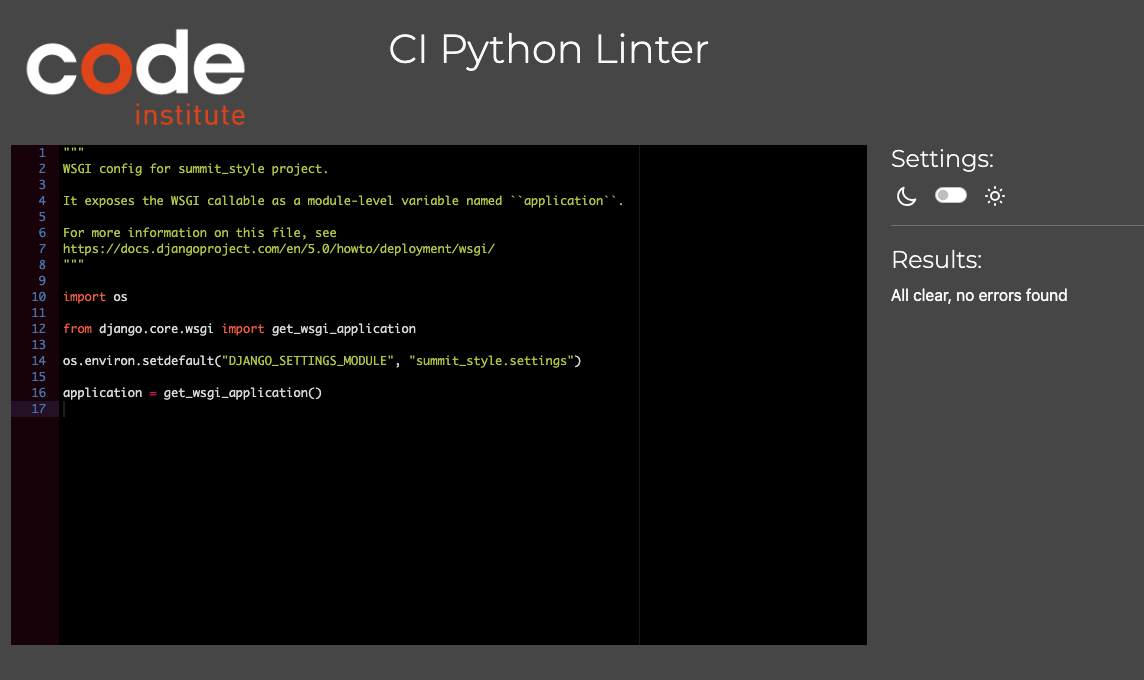 code
institute
CI Python Linter
1 """
2 WSGI config for summit_style project.
3
4 It exposes the WSGI callable as a module-level variable named ``application``.
5
6 For more information on this file, see
7 https://docs.djangoproject.com/en/5.0/howto/deployment/wsgi/
8 """
9
10 import os
11
12 from django.core.wsgi import get_wsgi_application
13
14 os.environ.setdefault("DJANGO_SETTINGS_MODULE", "summit_style.settings")
15
16 application = get_wsgi_application()
17
Settings:
Results:
All clear, no errors found